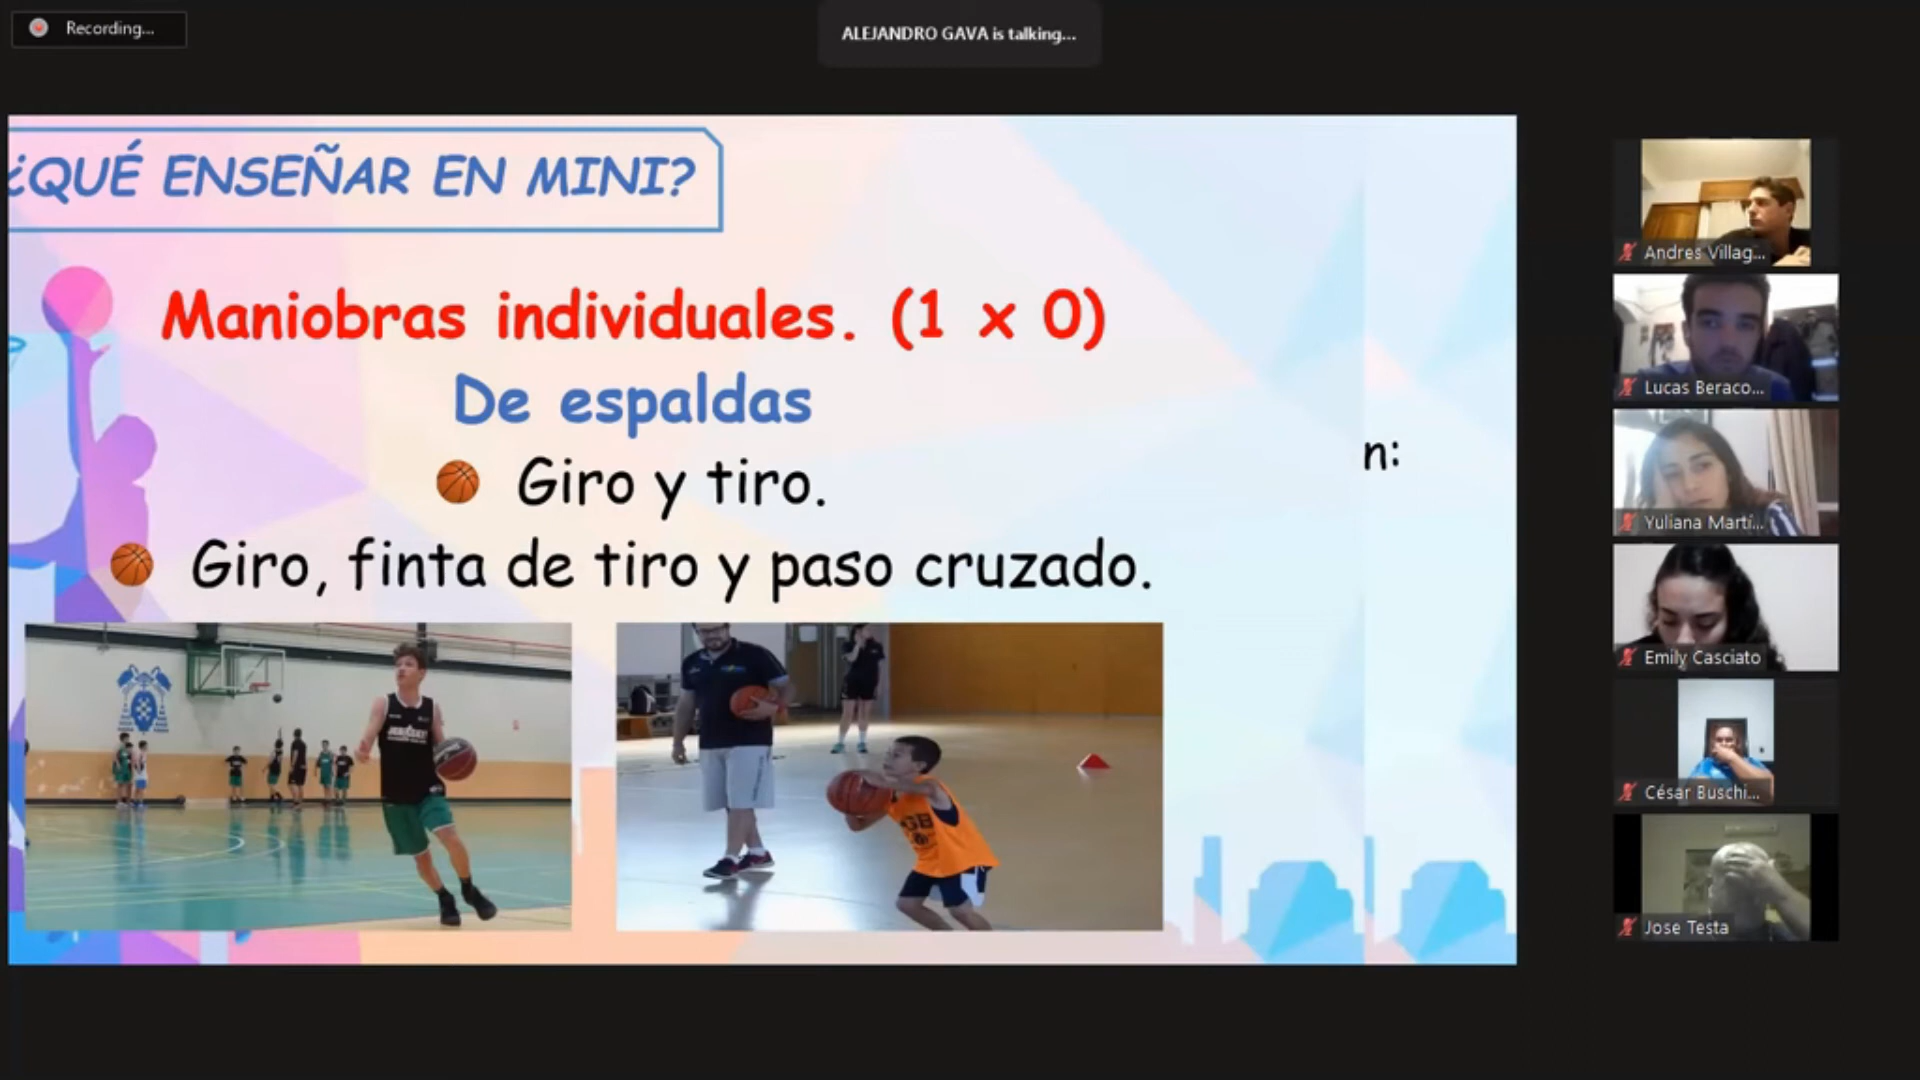 Recording...
ALEJANDRO GAVA is talking...
¿QUÉ ENSEÑAR EN MINI?
Maniobras individuales. (1 x 0)
De espaldas
Giro y tiro.
Giro, finta de tiro y paso cruzado.
n:
Andres Villag...
Lucas Beraco...
Yuliana Martí...
Emily Casciato
César Buschi...
Jose Testa